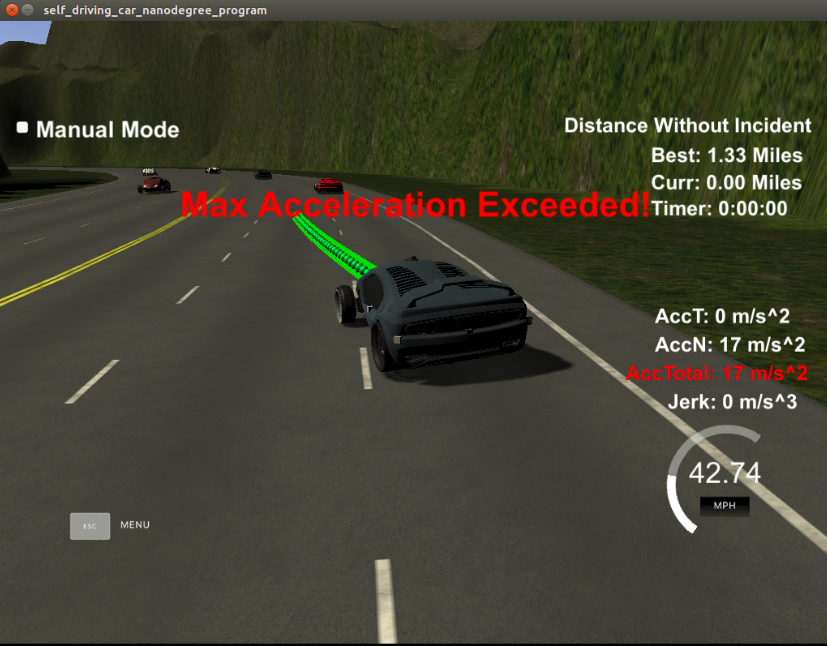 self_driving_car_nanodegree_program
Manual Mode
Distance Without Incident
Best: 1.33 Miles
Curr: 0.00 Miles
Max Acceleration Exceeded!
Timer: 0:00:00
AccT: 0 m/s^2
AccN: 17 m/s^2
AccTotal: 17 m/s^2
Jerk: 0 m/s^3
42.74
MPH
ESC MENU